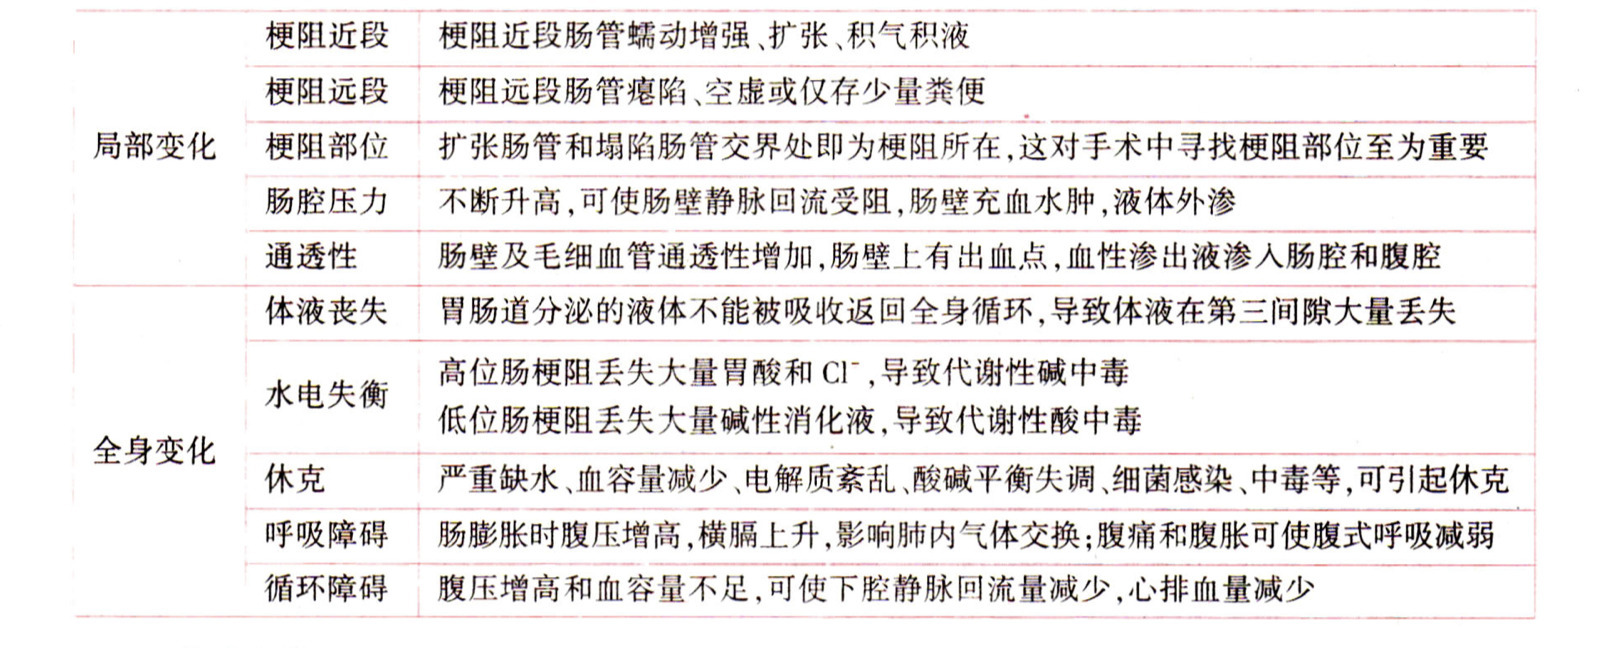 局部变化
梗阻近段 梗阻近段肠管蠕动增强、扩张、积气积液
梗阻远段 梗阻远段肠管瘪陷、空虚或仅存少量粪便
梗阻部位 扩张肠管和塌陷肠管交界处即为梗阻所在,这对手术中寻找梗阻部位至为重要
肠腔压力 不断升高,可使肠壁静脉回流受阻,肠壁充血水肿,液体外渗
通透性 肠壁及毛细血管通透性增加,肠壁上有出血点,血性渗出液渗入肠腔和腹腔
全身变化
体液丧失 胃肠道分泌的液体不能被吸收返回全身循环,导致体液在第三间隙大量丢失
水电失衡 高位肠梗阻丢失大量胃酸和 Cl⁻,导致代谢性碱中毒
低位肠梗阻丢失大量碱性消化液,导致代谢性酸中毒
休克 严重缺水、血容量减少、电解质紊乱、酸碱平衡失调、细菌感染、中毒等,可引起休克
呼吸障碍 肠膨胀时腹压增高,横膈上升,影响肺内气体交换;腹痛和腹胀可使腹式呼吸减弱
循环障碍 腹压增高和血容量不足,可使下腔静脉回流量减少,心排血量减少